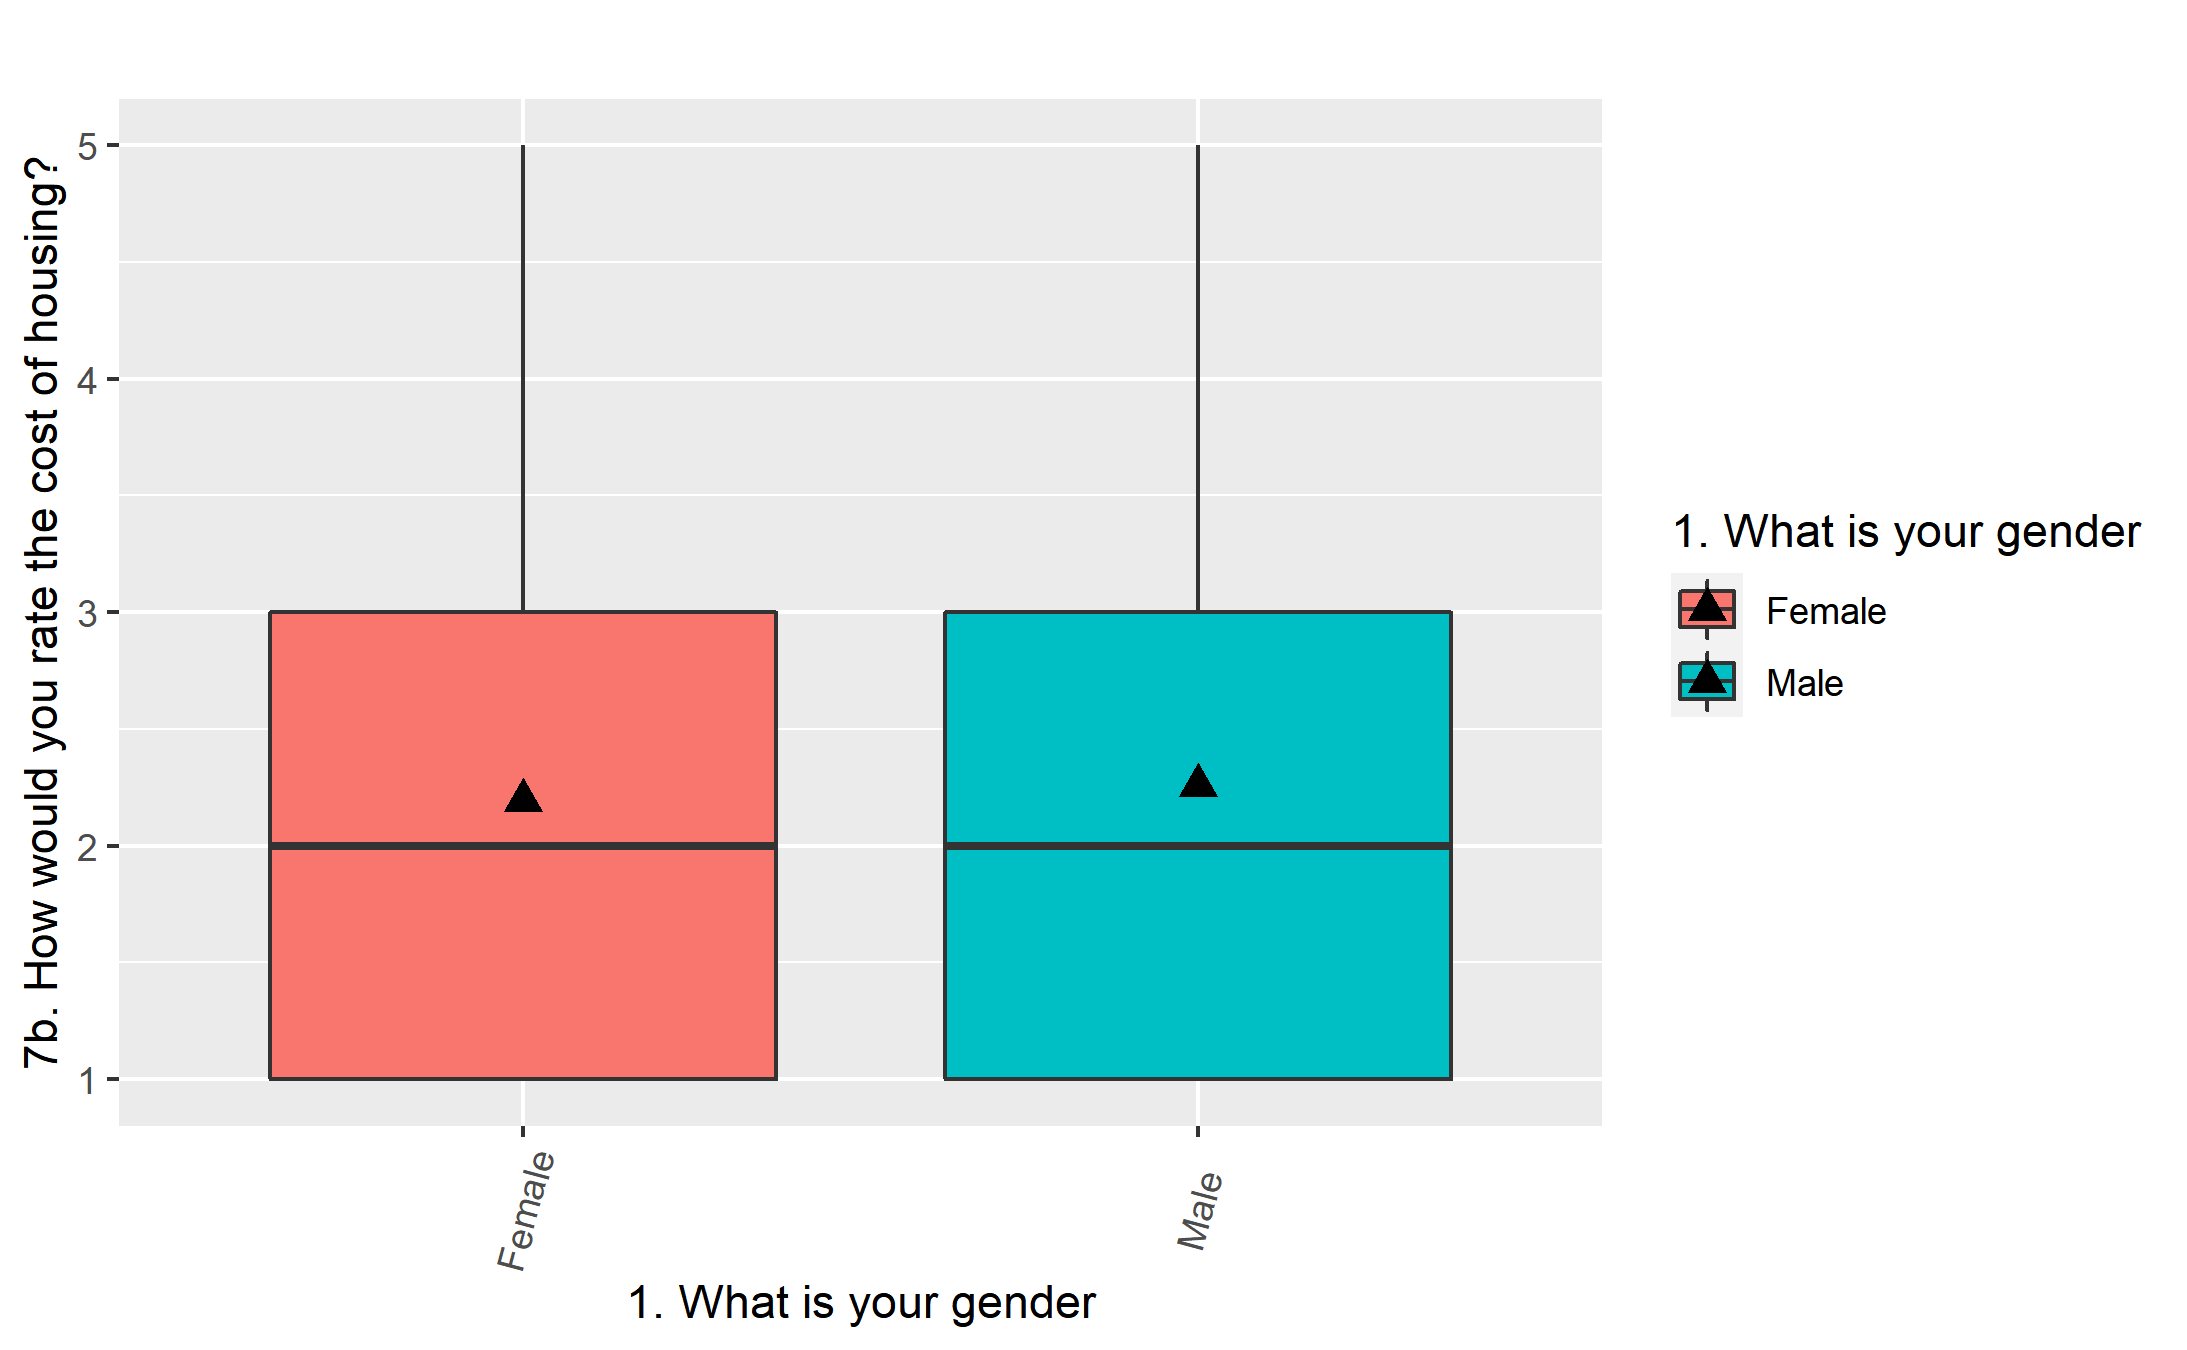 7b. How would you rate the cost of housing?
5
4
3
2
1
Female
Male
1. What is your gender
1. What is your gender
Female
Male